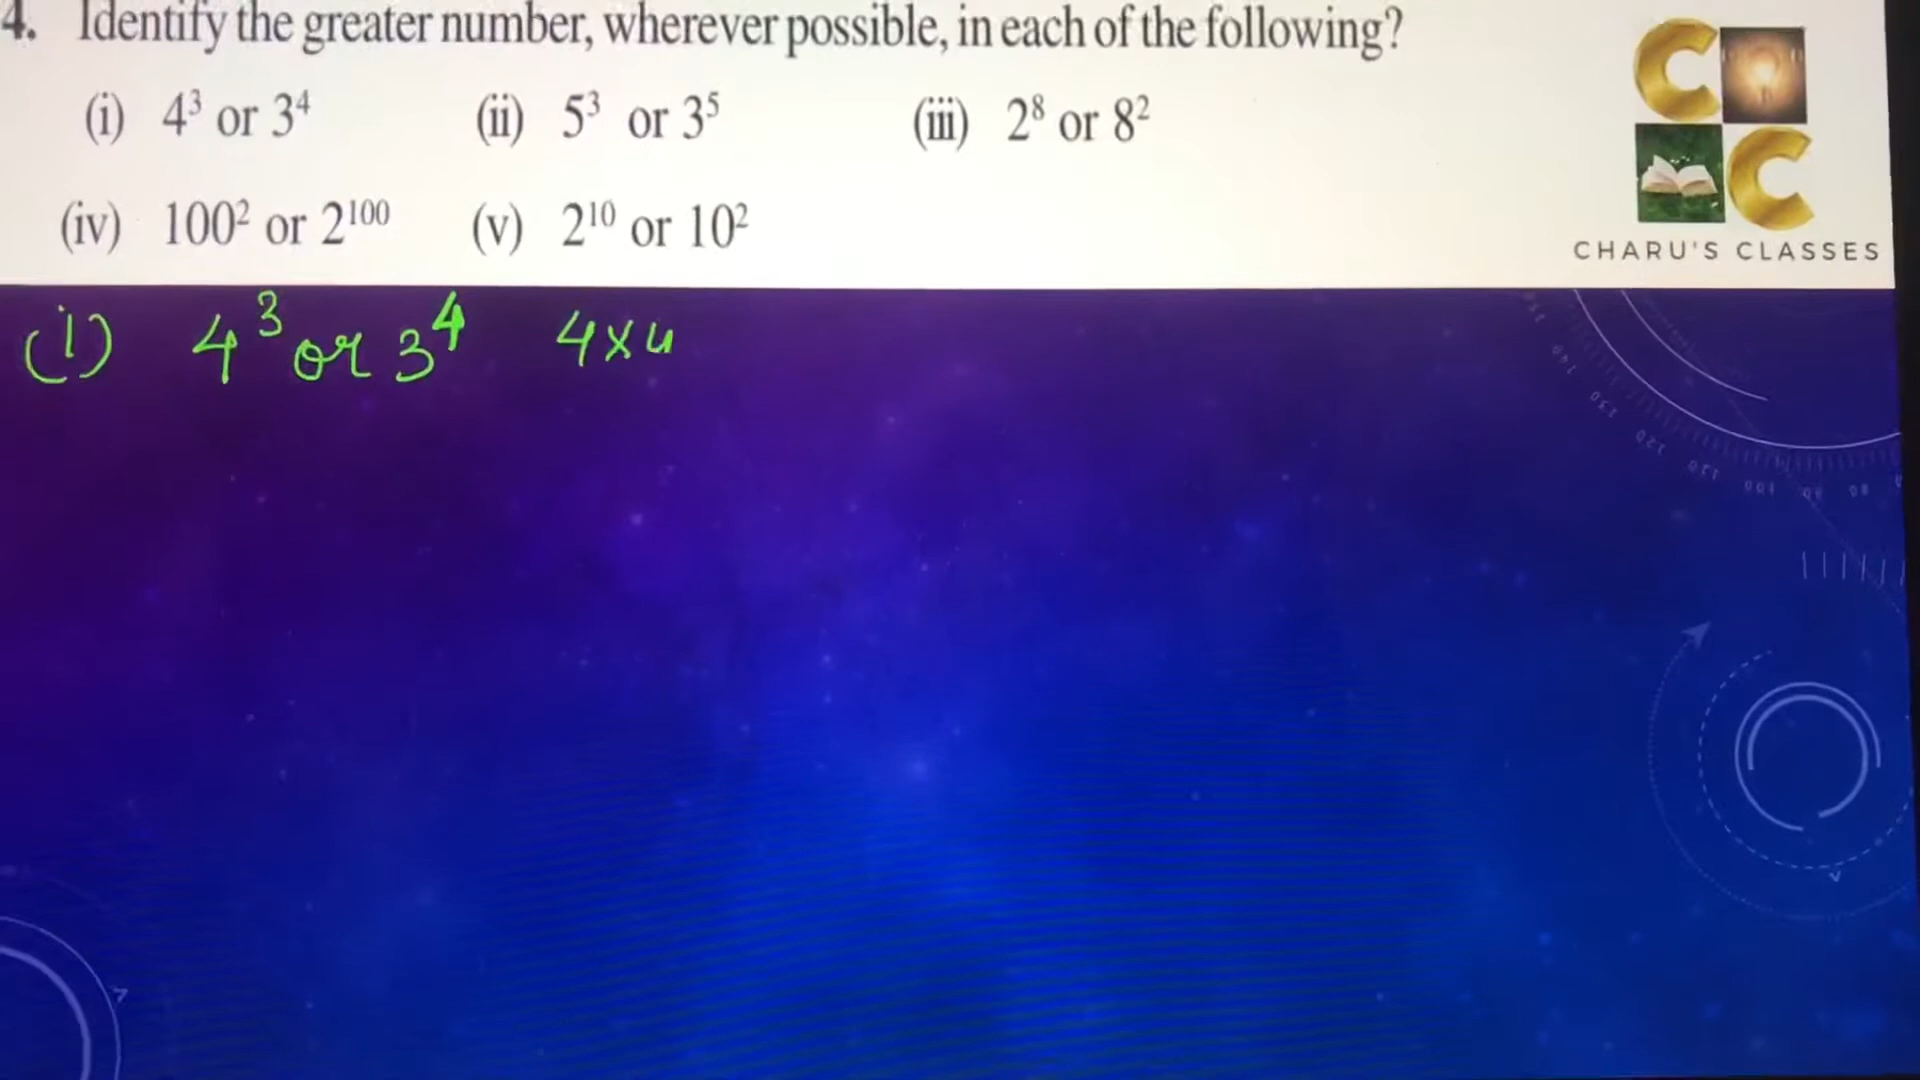 4. Identify the greater number, wherever possible, in each of the following?
(i) 4³ or 3⁴ (ii) 5³ or 3⁵ (iii) 2⁸ or 8²
(iv) 100² or 2¹⁰⁰ (v) 2¹⁰ or 10²
CHARU'S CLASSES
(i) 4³ or 3⁴ 4×4